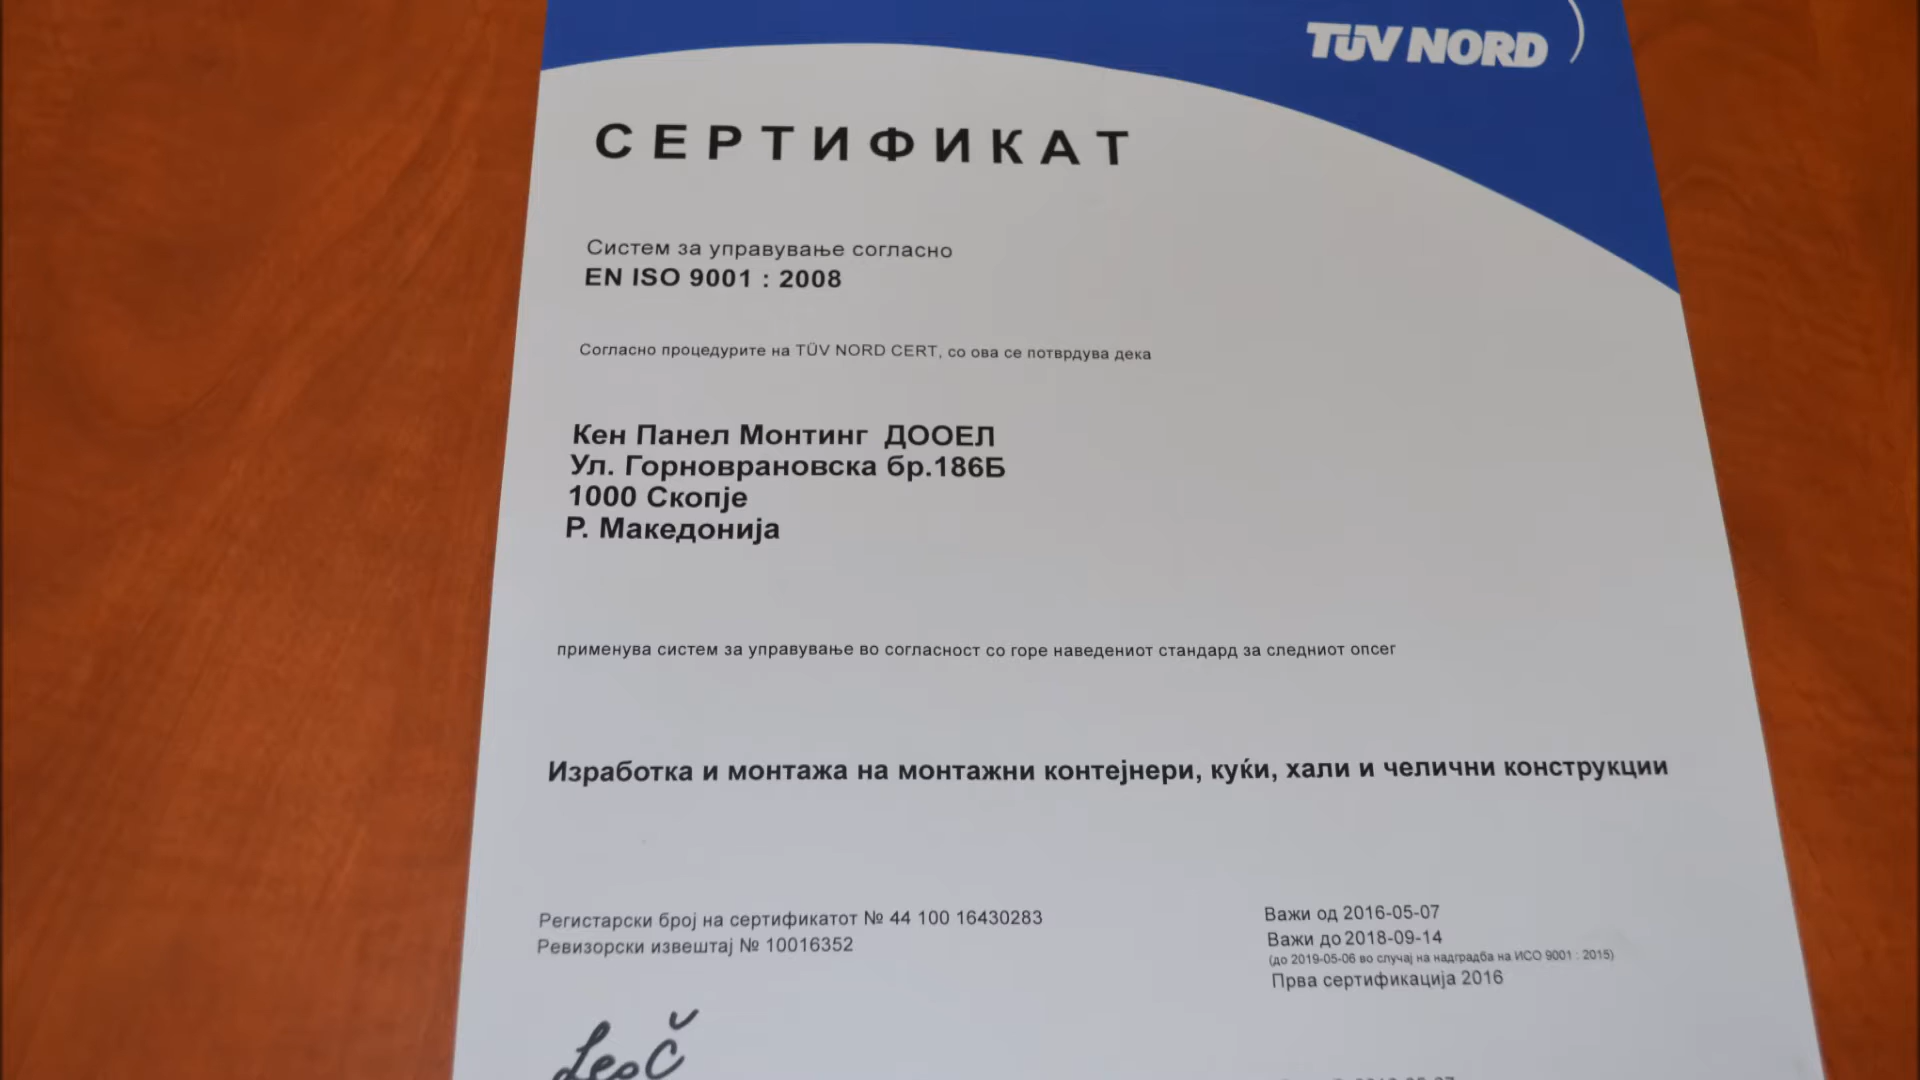 TÜV NORD
СЕРТИФИКАТ
Систем за управување согласно
EN ISO 9001 : 2008
Согласно процедурите на TÜV NORD CERT, со ова се потврдува дека
Кен Панел Монтинг ДООЕЛ
Ул. Горноврановска бр.186Б
1000 Скопје
Р. Македонија
применува систем за управување во согласност со горе наведениот стандард за следниот опсег
Изработка и монтажа на монтажни контејнери, куќи, хали и челични конструкции
Регистарски број на сертификатот № 44 100 16430283
Ревизорски извештај № 10016352
Важи од 2016-05-07
Важи до 2018-09-14
(до 2019-05-06 во случај на надградба на ИСО 9001 : 2015)
Прва сертификација 2016